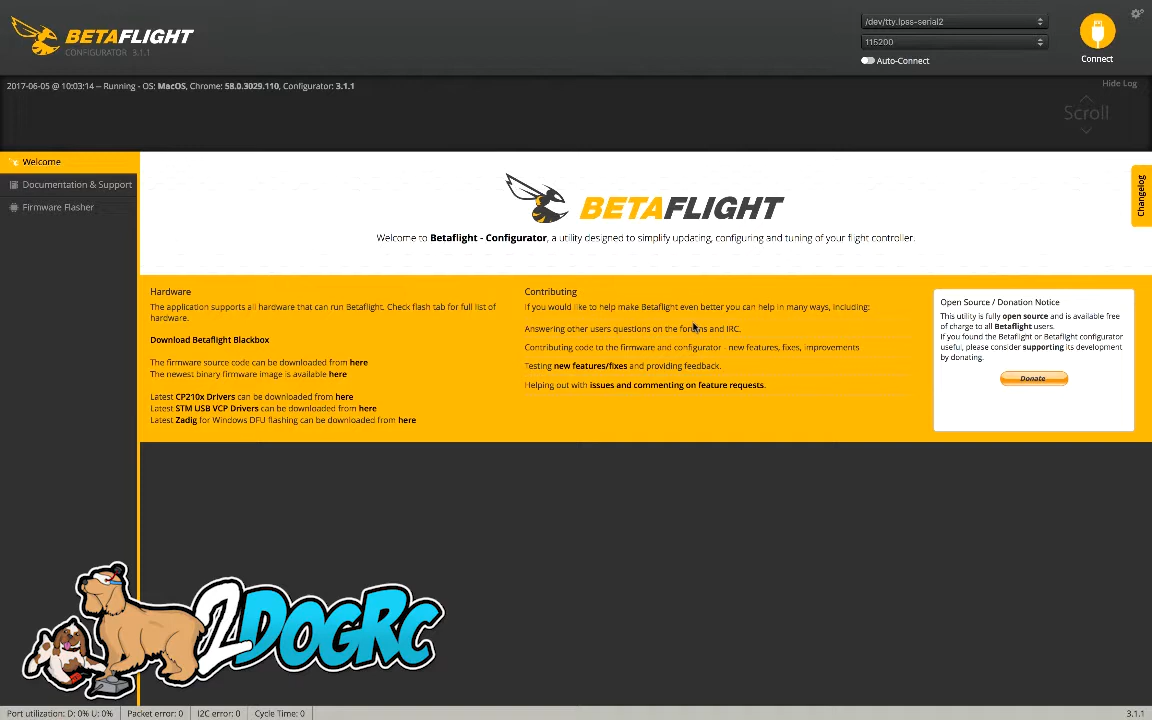 BETAFLIGHT
CONFIGURATOR 3.1.1
/dev/tty.lpss-serial2
115200
Auto-Connect
Connect
2017-06-05 @ 10:03:14 -- Running - OS: MacOS, Chrome: 58.0.3029.110, Configurator: 3.1.1
Hide Log
Scroll
Welcome
Documentation & Support
Firmware Flasher
Changelog
BETAFLIGHT
Welcome to Betaflight - Configurator, a utility designed to simplify updating, configuring and tuning of your flight controller.
Hardware
The application supports all hardware that can run Betaflight. Check flash tab for full list of
hardware.
Download Betaflight Blackbox
The firmware source code can be downloaded from here
The newest binary firmware image is available here
Latest CP210x Drivers can be downloaded from here
Latest STM USB VCP Drivers can be downloaded from here
Latest Zadig for Windows DFU flashing can be downloaded from here
Contributing
If you would like to help make Betaflight even better you can help in many ways, including:
Answering other users questions on the forums and IRC.
Contributing code to the firmware and configurator - new features, fixes, improvements
Testing new features/fixes and providing feedback.
Helping out with issues and commenting on feature requests.
Open Source / Donation Notice
This utility is fully open source and is available free
of charge to all Betaflight users.
If you found the Betaflight or Betaflight configurator
useful, please consider supporting its development
by donating.
Donate
2DOGRC
Port utilization: D: 0% U: 0%
Packet error: 0
I2C error: 0
Cycle Time: 0
3.1.1